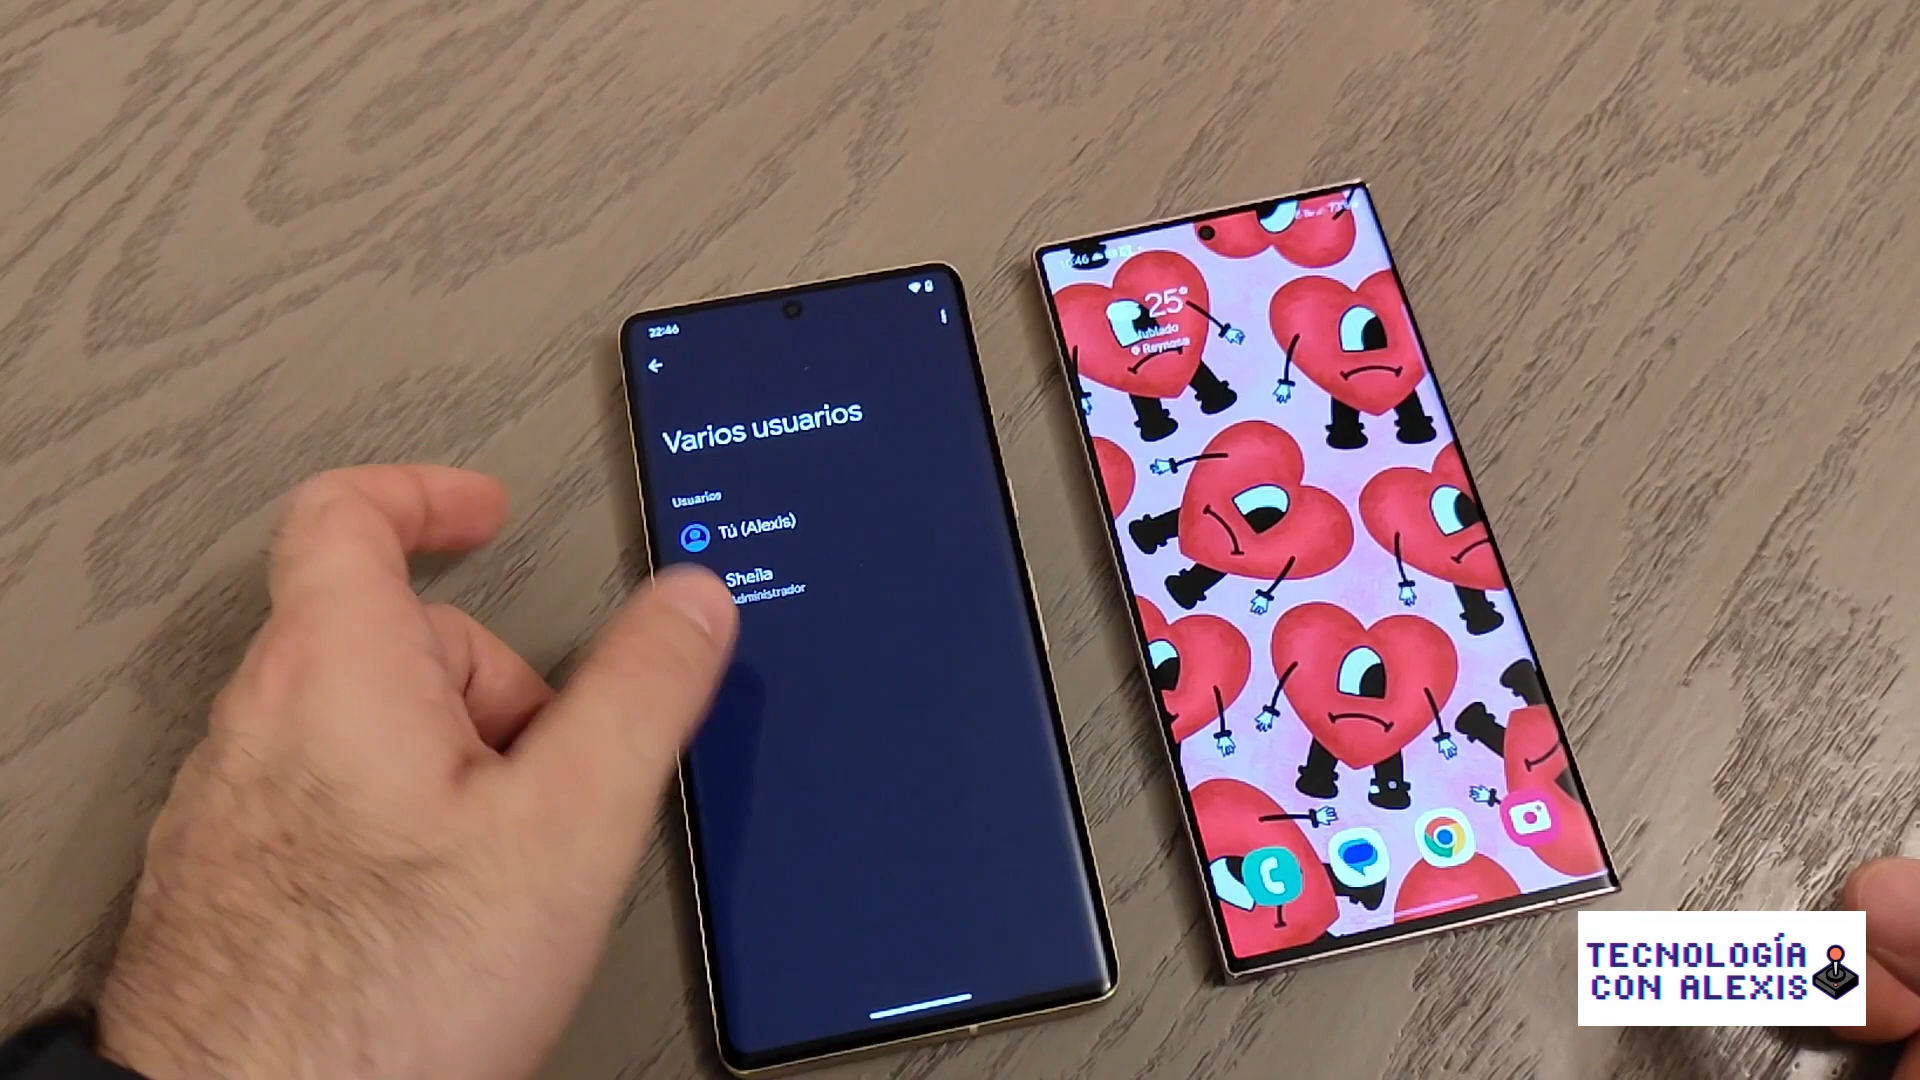 22:46
Varios usuarios
Usuarios
Tú (Alexis)
Sheila
Administrador
25°
Nublado
Reynosa
TECNOLOGÍA
CON ALEXIS